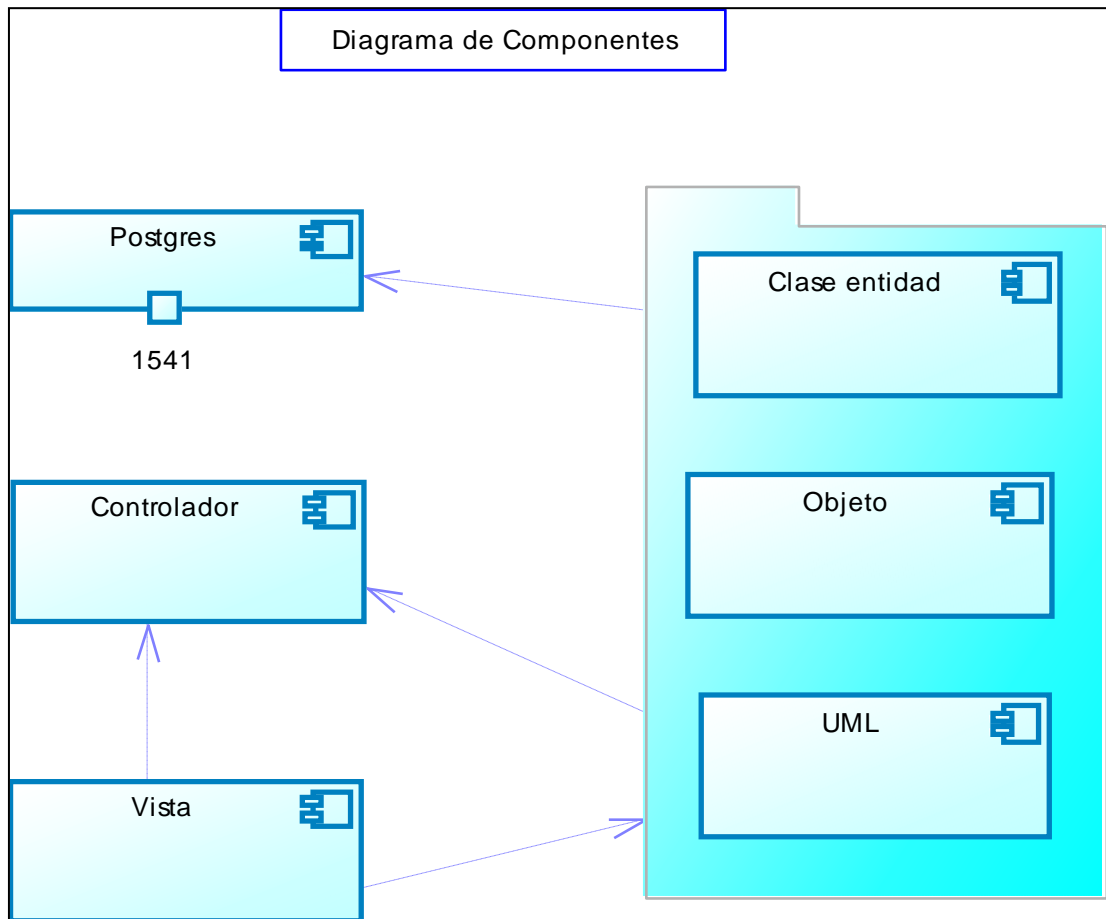 Diagrama de Componentes
Postgres
1541
Clase entidad
Controlador
Objeto
Vista
UML